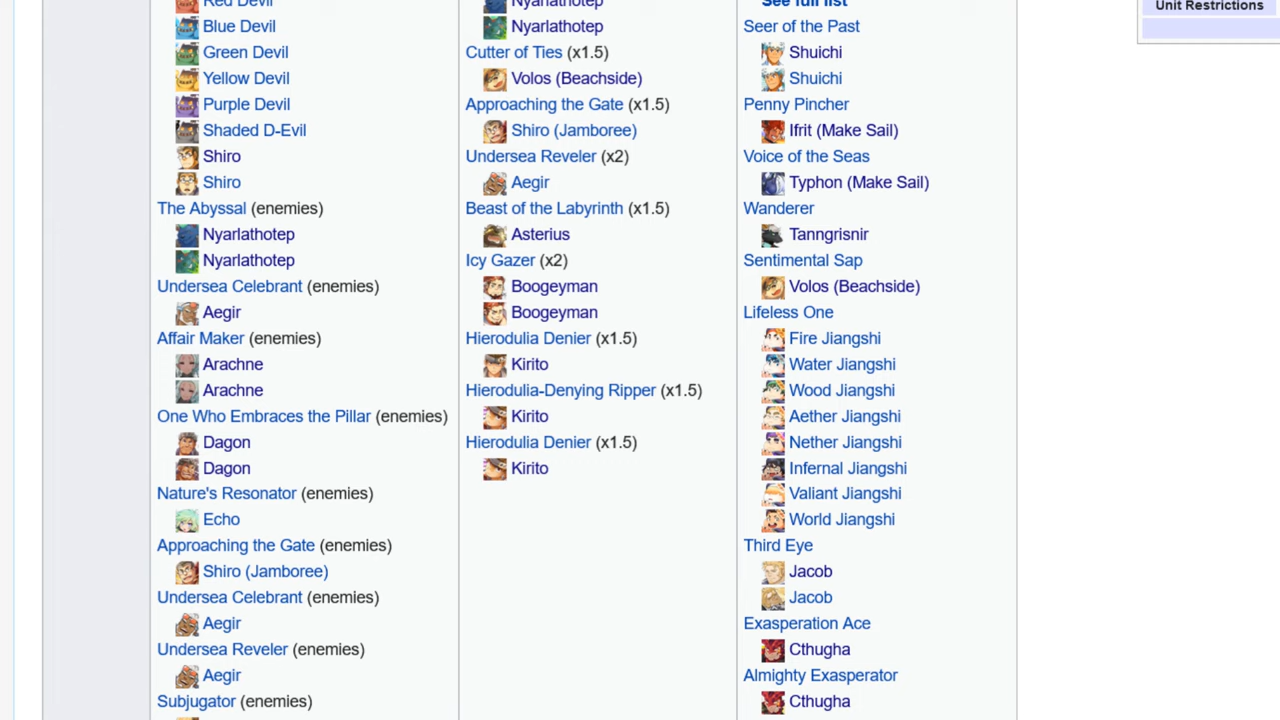 Red Devil
Blue Devil
Green Devil
Yellow Devil
Purple Devil
Shaded D-Evil
Shiro
Shiro
The Abyssal (enemies)
Nyarlathotep
Nyarlathotep
Undersea Celebrant (enemies)
Aegir
Affair Maker (enemies)
Arachne
Arachne
One Who Embraces the Pillar (enemies)
Dagon
Dagon
Nature's Resonator (enemies)
Echo
Approaching the Gate (enemies)
Shiro (Jamboree)
Undersea Celebrant (enemies)
Aegir
Undersea Reveler (enemies)
Aegir
Subjugator (enemies)
Nyarlathotep
Nyarlathotep
Cutter of Ties (x1.5)
Volos (Beachside)
Approaching the Gate (x1.5)
Shiro (Jamboree)
Undersea Reveler (x2)
Aegir
Beast of the Labyrinth (x1.5)
Asterius
Icy Gazer (x2)
Boogeyman
Boogeyman
Hierodulia Denier (x1.5)
Kirito
Hierodulia-Denying Ripper (x1.5)
Kirito
Hierodulia Denier (x1.5)
Kirito
See full list
Seer of the Past
Shuichi
Shuichi
Penny Pincher
Ifrit (Make Sail)
Voice of the Seas
Typhon (Make Sail)
Wanderer
Tanngrisnir
Sentimental Sap
Volos (Beachside)
Lifeless One
Fire Jiangshi
Water Jiangshi
Wood Jiangshi
Aether Jiangshi
Nether Jiangshi
Infernal Jiangshi
Valiant Jiangshi
World Jiangshi
Third Eye
Jacob
Jacob
Exasperation Ace
Cthugha
Almighty Exasperator
Cthugha
Unit Restrictions